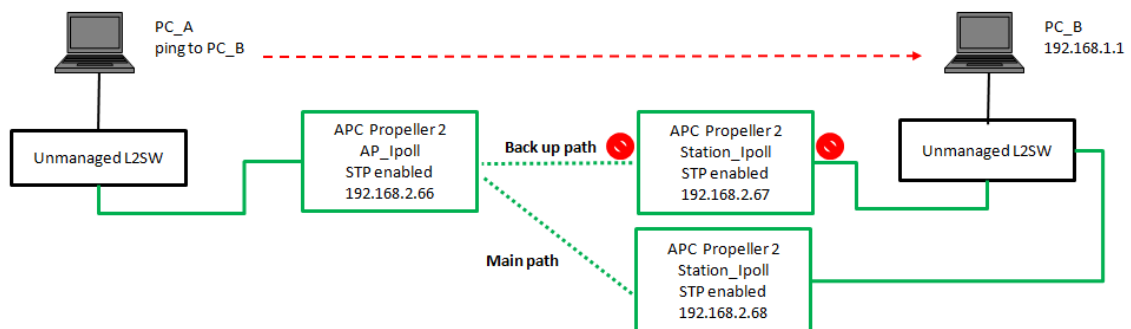 PC_A
ping to PC_B
PC_B
192.168.1.1
Unmanaged L2SW
APC Propeller 2
AP_Ipoll
STP enabled
192.168.2.66
Back up path
APC Propeller 2
Station_Ipoll
STP enabled
192.168.2.67
Unmanaged L2SW
Main path
APC Propeller 2
Station_Ipoll
STP enabled
192.168.2.68